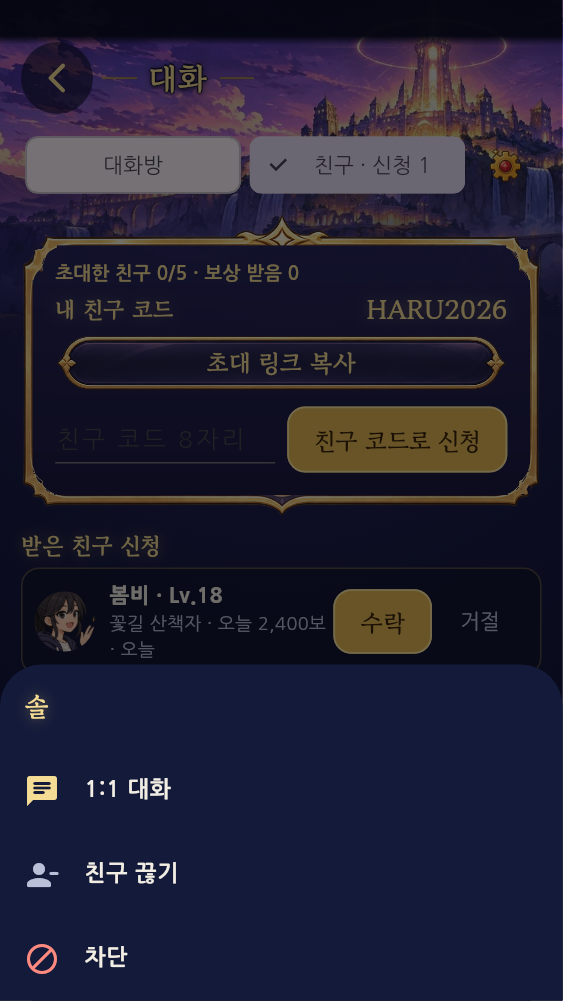 대화
대화방
친구 · 신청 1
초대한 친구 0/5 · 보상 받음 0
내 친구 코드 HARU2026
초대 링크 복사
친구 코드 8자리
친구 코드로 신청
받은 친구 신청
봄비 · Lv.18
꽃길 산책자 · 오늘 2,400보
· 오늘
수락
거절
솔
1:1 대화
친구 끊기
차단